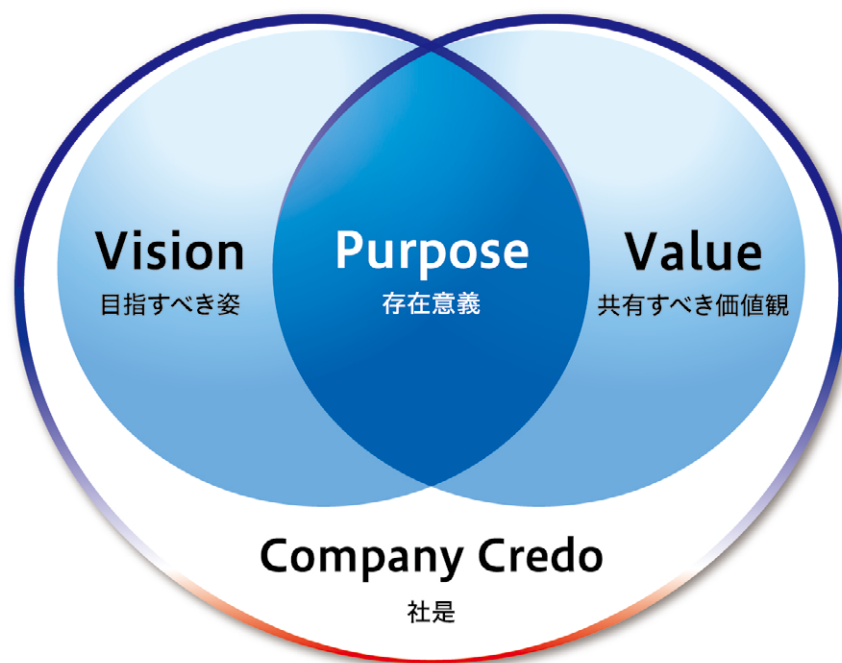 Vision
目指すべき姿
Purpose
存在意義
Value
共有すべき価値観
Company Credo
社是